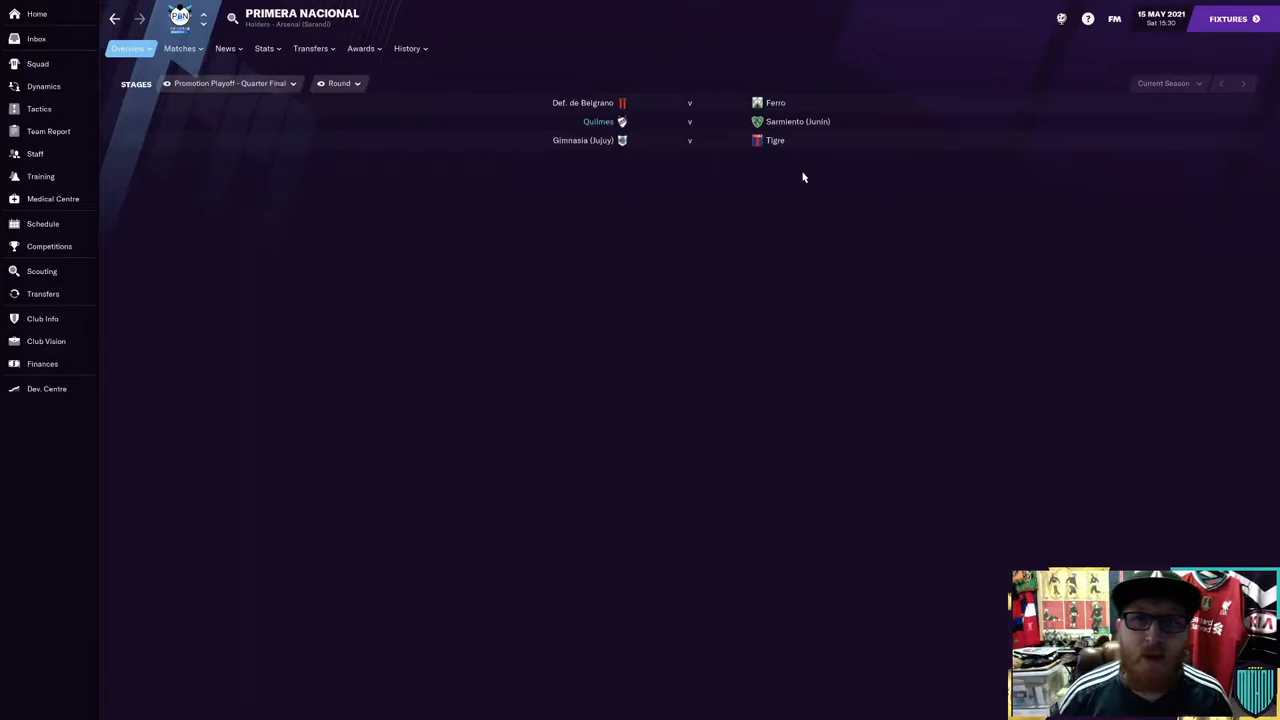 Home
PRIMERA NACIONAL
Holders - Arsenal (Sarandí)
FM
15 MAY 2021
Sat 15:30
FIXTURES
Inbox
Overview
Matches
News
Stats
Transfers
Awards
History
Squad
STAGES
Promotion Playoff - Quarter Final
Round
Current Season
Dynamics
Def. de Belgrano
v
Ferro
Tactics
Quilmes
v
Sarmiento (Junín)
Team Report
Gimnasia (Jujuy)
v
Tigre
Staff
Training
Medical Centre
Schedule
Competitions
Scouting
Transfers
Club Info
Club Vision
Finances
Dev. Centre
KIA